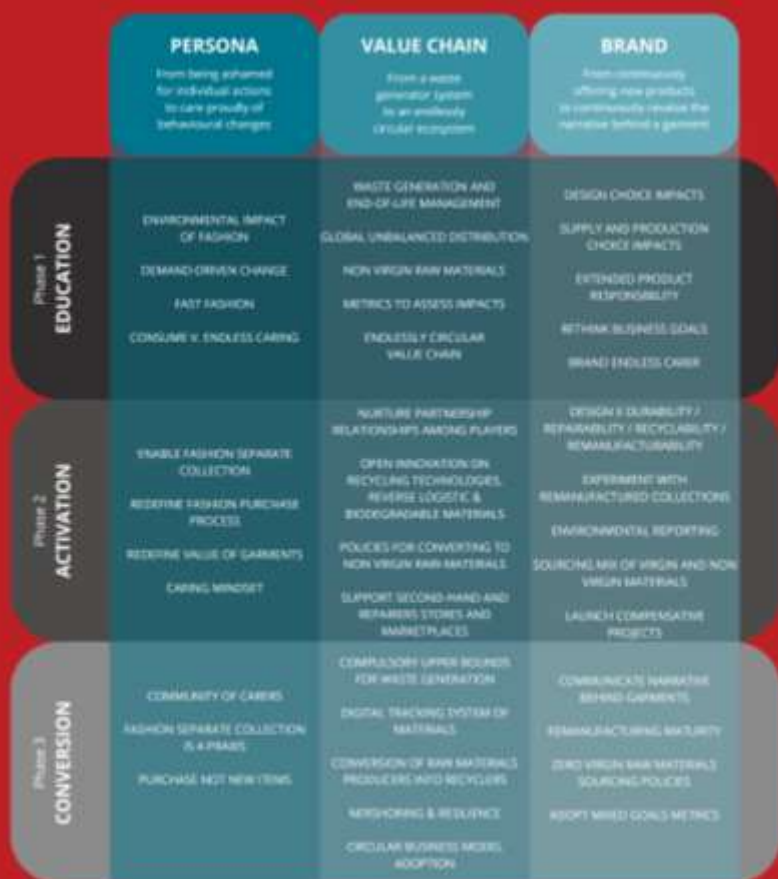 PERSONA
From being ashamed
for individual actions
to care proudly of
behavioural changes
VALUE CHAIN
From a waste
generator system
to an endlessly
circular ecosystem
BRAND
From continuously
offering new products
to continuously revalue the
narrative behind a garment
Phase 1
EDUCATION
ENVIRONMENTAL IMPACT
OF FASHION
DEMAND-DRIVEN CHANGE
FAST FASHION
CONSUME V. ENDLESS CARING
WASTE GENERATION AND
END-OF-LIFE MANAGEMENT
GLOBAL UNBALANCED DISTRIBUTION
NON VIRGIN RAW MATERIALS
METRICS TO ASSESS IMPACTS
ENDLESSLY CIRCULAR
VALUE CHAIN
DESIGN CHOICE IMPACTS
SUPPLY AND PRODUCTION
CHOICE IMPACTS
EXTENDED PRODUCT
RESPONSIBILITY
RETHINK BUSINESS GOALS
BRAND ENDLESS CARER
Phase 2
ACTIVATION
ENABLE FASHION SEPARATE
COLLECTION
REDEFINE FASHION PURCHASE
PROCESS
REDEFINE VALUE OF GARMENTS
CARING MINDSET
NURTURE PARTNERSHIP
RELATIONSHIPS AMONG PLAYERS
OPEN INNOVATION ON
RECYCLING TECHNOLOGIES,
REVERSE LOGISTIC &
BIODEGRADABLE MATERIALS
POLICIES FOR CONVERTING TO
NON VIRGIN RAW MATERIALS
SUPPORT SECOND-HAND AND
REPAIRERS STORES AND
MARKETPLACES
DESIGN X DURABILITY /
REPAIRABILITY / RECYCLABILITY /
REMANUFACTURABILITY
EXPERIMENT WITH
REMANUFACTURED COLLECTIONS
ENVIRONMENTAL REPORTING
SOURCING MIX OF VIRGIN AND NON
VIRGIN MATERIALS
LAUNCH COMPENSATIVE
PROJECTS
Phase 3
CONVERSION
COMMUNITY OF CARERS
FASHION SEPARATE COLLECTION
IS A PRAXIS
PURCHASE NOT NEW ITEMS
COMPULSORY UPPER BOUNDS
FOR WASTE GENERATION
DIGITAL TRACKING SYSTEM OF
MATERIALS
CONVERSION OF RAW MATERIALS
PRODUCERS INTO RECYCLERS
NEARSHORING & RESILIENCE
CIRCULAR BUSINESS MODEL
ADOPTION
COMMUNICATE NARRATIVE
BEHIND GARMENTS
REMANUFACTURING MATURITY
ZERO VIRGIN RAW MATERIALS
SOURCING POLICIES
ADOPT MIXED GOALS METRICS